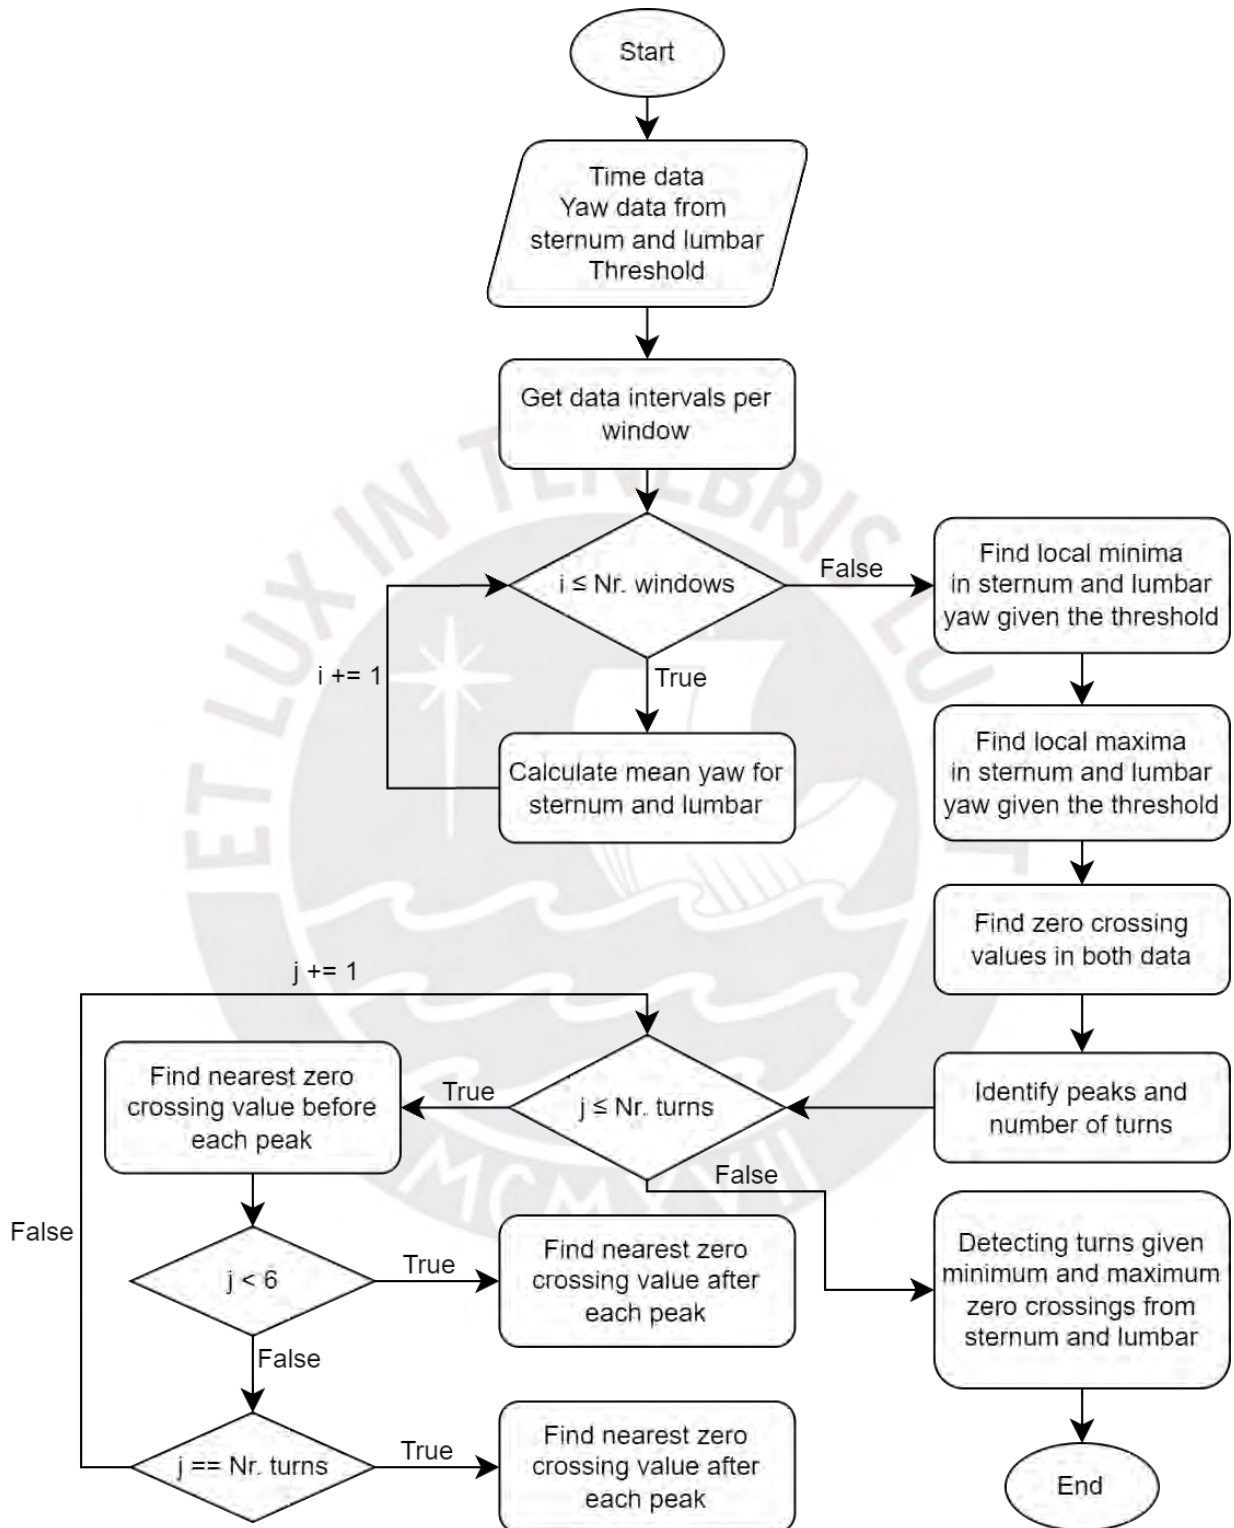 Start
Time data
Yaw data from
sternum and lumbar
Threshold
Get data intervals per
window
i ≤ Nr. windows
False
True
i += 1
Calculate mean yaw for
sternum and lumbar
Find local minima
in sternum and lumbar
yaw given the threshold
Find local maxima
in sternum and lumbar
yaw given the threshold
Find zero crossing
values in both data
Identify peaks and
number of turns
j += 1
j ≤ Nr. turns
True
False
Find nearest zero
crossing value before
each peak
j < 6
True
False
Find nearest zero
crossing value after
each peak
j == Nr. turns
True
False
Find nearest zero
crossing value after
each peak
Detecting turns given
minimum and maximum
zero crossings from
sternum and lumbar
End
ET LUX IN TENEBRIS LU T
MCMXVII